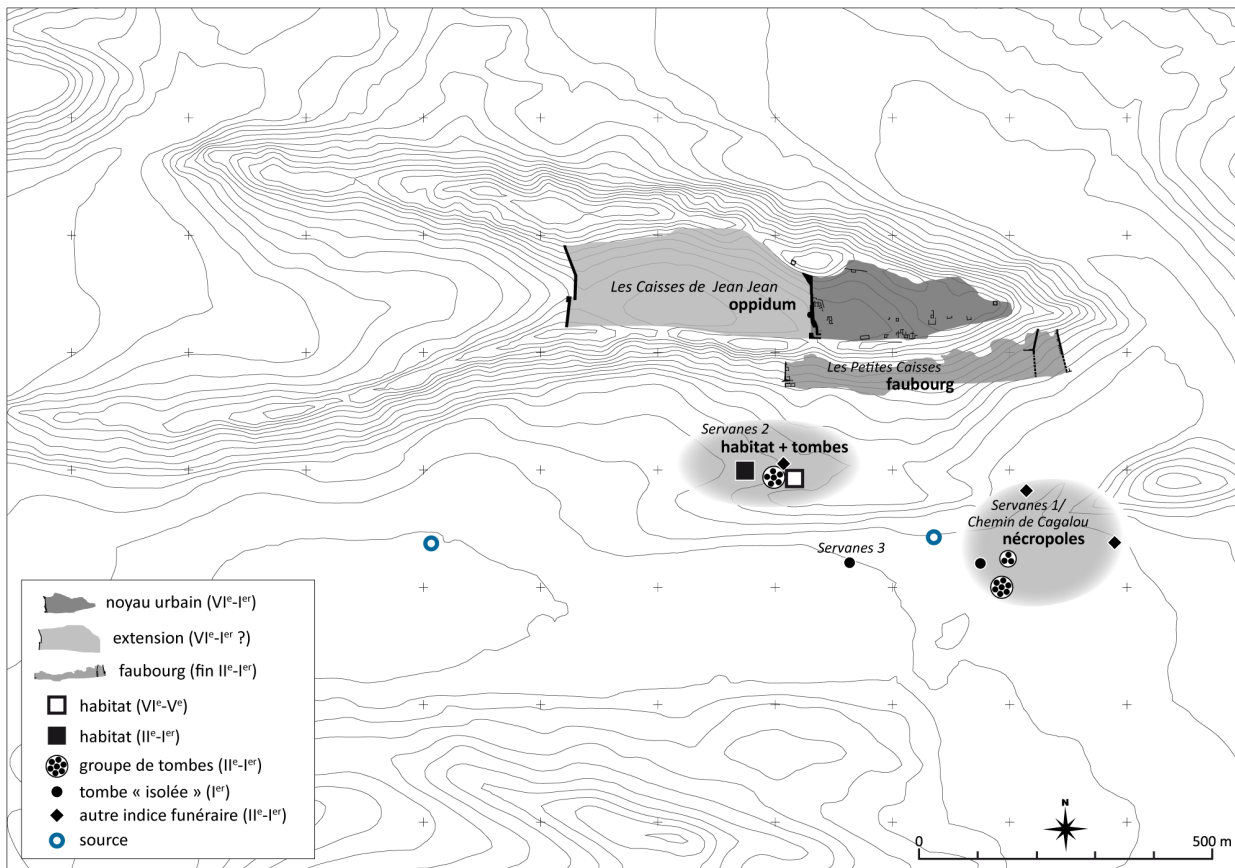 Les Caisses de Jean Jean
oppidum
Les Petites Caisses
faubourg
Servanes 2
habitat + tombes
Servanes 1/
Chemin de Cagalou
nécropoles
Servanes 3
noyau urbain (VIe-Ier)
extension (VIe-Ier ?)
faubourg (fin IIe-Ier)
habitat (VIe-Ve)
habitat (IIe-Ier)
groupe de tombes (IIe-Ier)
tombe « isolée » (Ier)
autre indice funéraire (IIe-Ier)
source
N
0 500 m